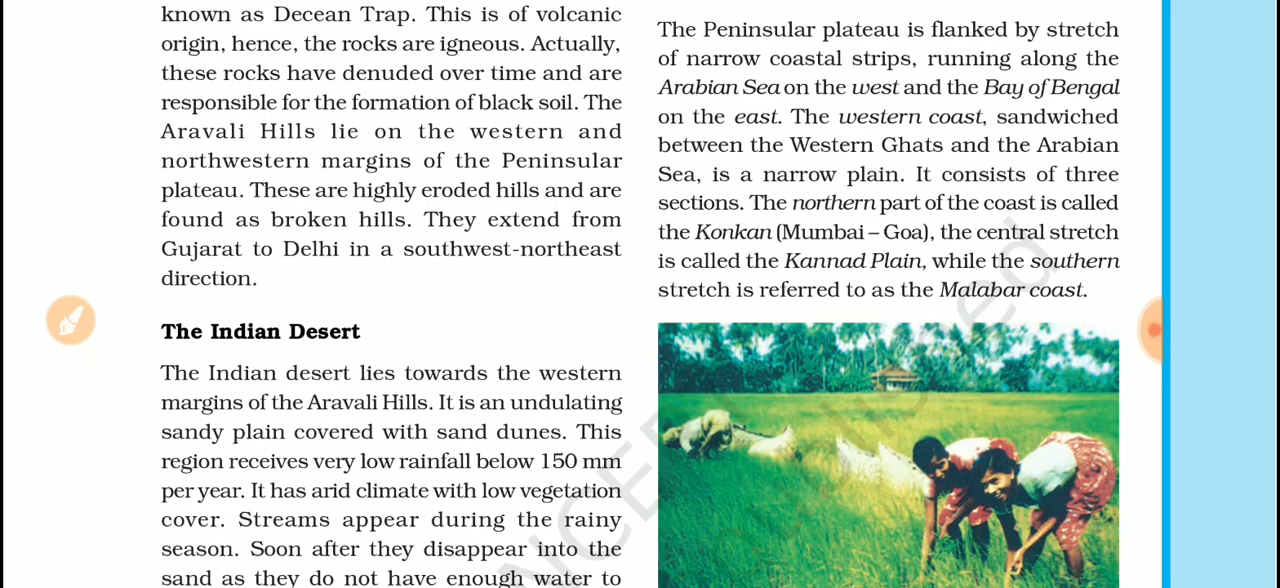 known as Decean Trap. This is of volcanic
origin, hence, the rocks are igneous. Actually,
these rocks have denuded over time and are
responsible for the formation of black soil. The
Aravali Hills lie on the western and
northwestern margins of the Peninsular
plateau. These are highly eroded hills and are
found as broken hills. They extend from
Gujarat to Delhi in a southwest-northeast
direction.
The Indian Desert
The Indian desert lies towards the western
margins of the Aravali Hills. It is an undulating
sandy plain covered with sand dunes. This
region receives very low rainfall below 150 mm
per year. It has arid climate with low vegetation
cover. Streams appear during the rainy
season. Soon after they disappear into the
sand as they do not have enough water to
The Peninsular plateau is flanked by stretch
of narrow coastal strips, running along the
Arabian Sea on the west and the Bay of Bengal
on the east. The western coast, sandwiched
between the Western Ghats and the Arabian
Sea, is a narrow plain. It consists of three
sections. The northern part of the coast is called
the Konkan (Mumbai – Goa), the central stretch
is called the Kannad Plain, while the southern
stretch is referred to as the Malabar coast.